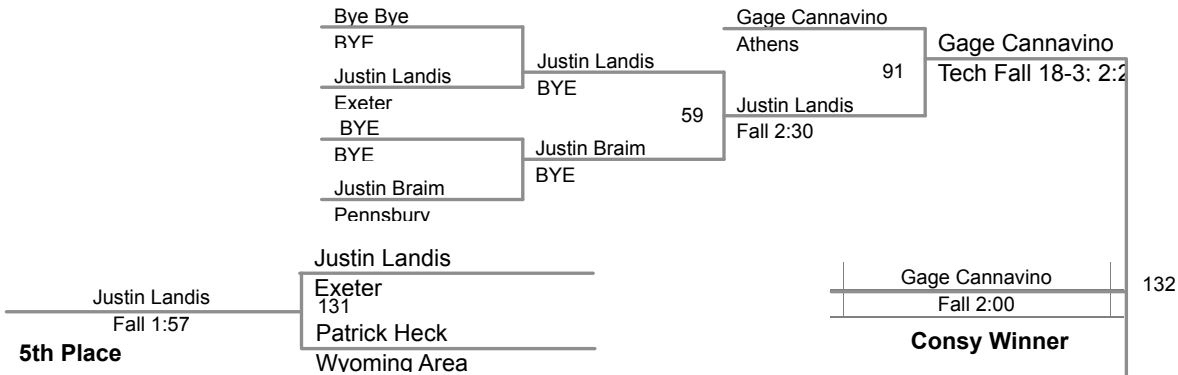 Bye Bye
BYE
Justin Landis
Exeter
BYE
BYE
Justin Braim
Pennsbury
Justin Landis
BYE
59
Justin Braim
BYE
Gage Cannavino
Athens
91
Justin Landis
Fall 2:30
Gage Cannavino
Tech Fall 18-3; 2:2
Justin Landis
Exeter
131
Patrick Heck
Wyoming Area
Justin Landis
Fall 1:57
5th Place
Gage Cannavino
Fall 2:00
Consy Winner
132